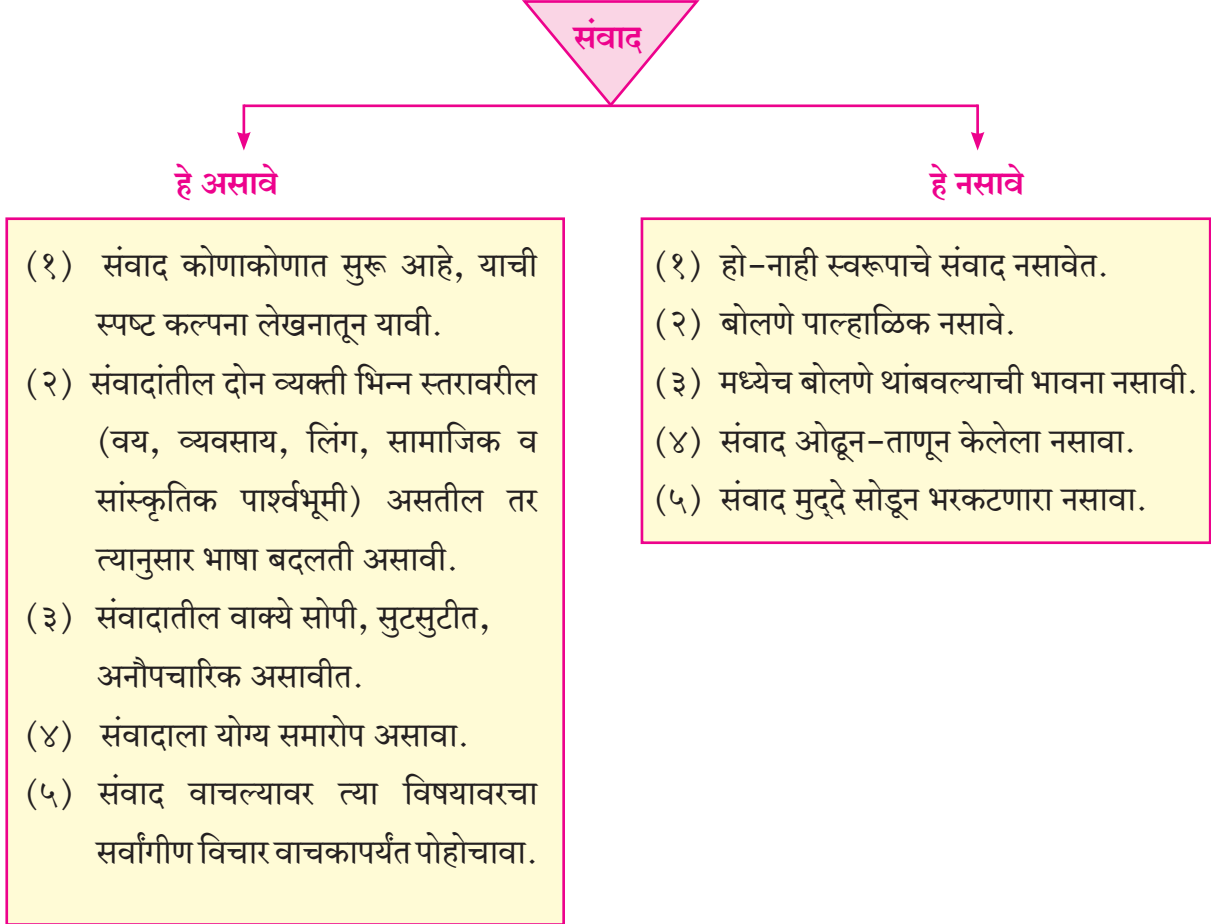 संवाद
हे असावे
(१) संवाद कोणाकोणात सुरू आहे, याची
स्पष्ट कल्पना लेखनातून यावी.
(२) संवादांतील दोन व्यक्ती भिन्न स्तरावरील
(वय, व्यवसाय, लिंग, सामाजिक व
सांस्कृतिक पार्श्वभूमी) असतील तर
त्यानुसार भाषा बदलती असावी.
(३) संवादातील वाक्ये सोपी, सुटसुटीत,
अनौपचारिक असावीत.
(४) संवादाला योग्य समारोप असावा.
(५) संवाद वाचल्यावर त्या विषयावरचा
सर्वांगीण विचार वाचकापर्यंत पोहोचावा.
हे नसावे
(१) हो-नाही स्वरूपाचे संवाद नसावेत.
(२) बोलणे पाल्हाळिक नसावे.
(३) मध्येच बोलणे थांबवल्याची भावना नसावी.
(४) संवाद ओढून-ताणून केलेला नसावा.
(५) संवाद मुद्‌दे सोडून भरकटणारा नसावा.